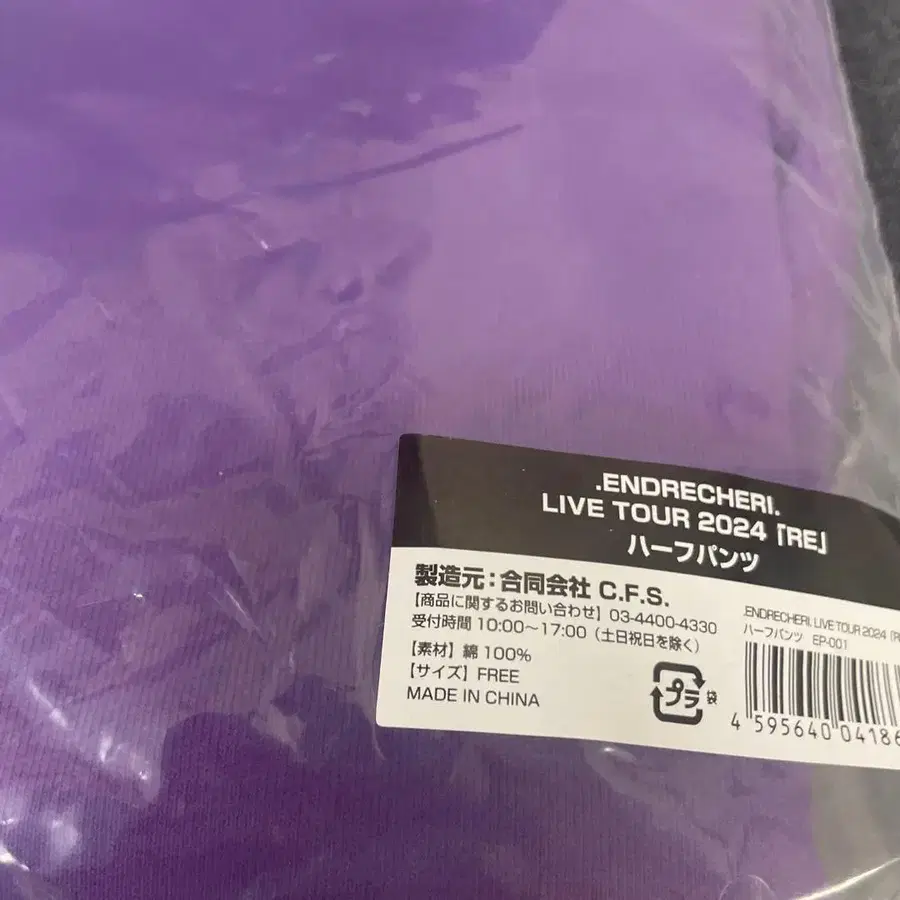 .ENDRECHERI.
LIVE TOUR 2024「RE」
ハーフパンツ
製造元:合同会社 C.F.S.
【商品に関するお問い合わせ】03-4400-4330
受付時間 10:00～17:00(土日祝日を除く)
【素材】綿 100%
【サイズ】FREE
MADE IN CHINA
プラ
袋
.ENDRECHERI. LIVE TOUR 2024「R
ハーフパンツ EP-001
4 595640 04186